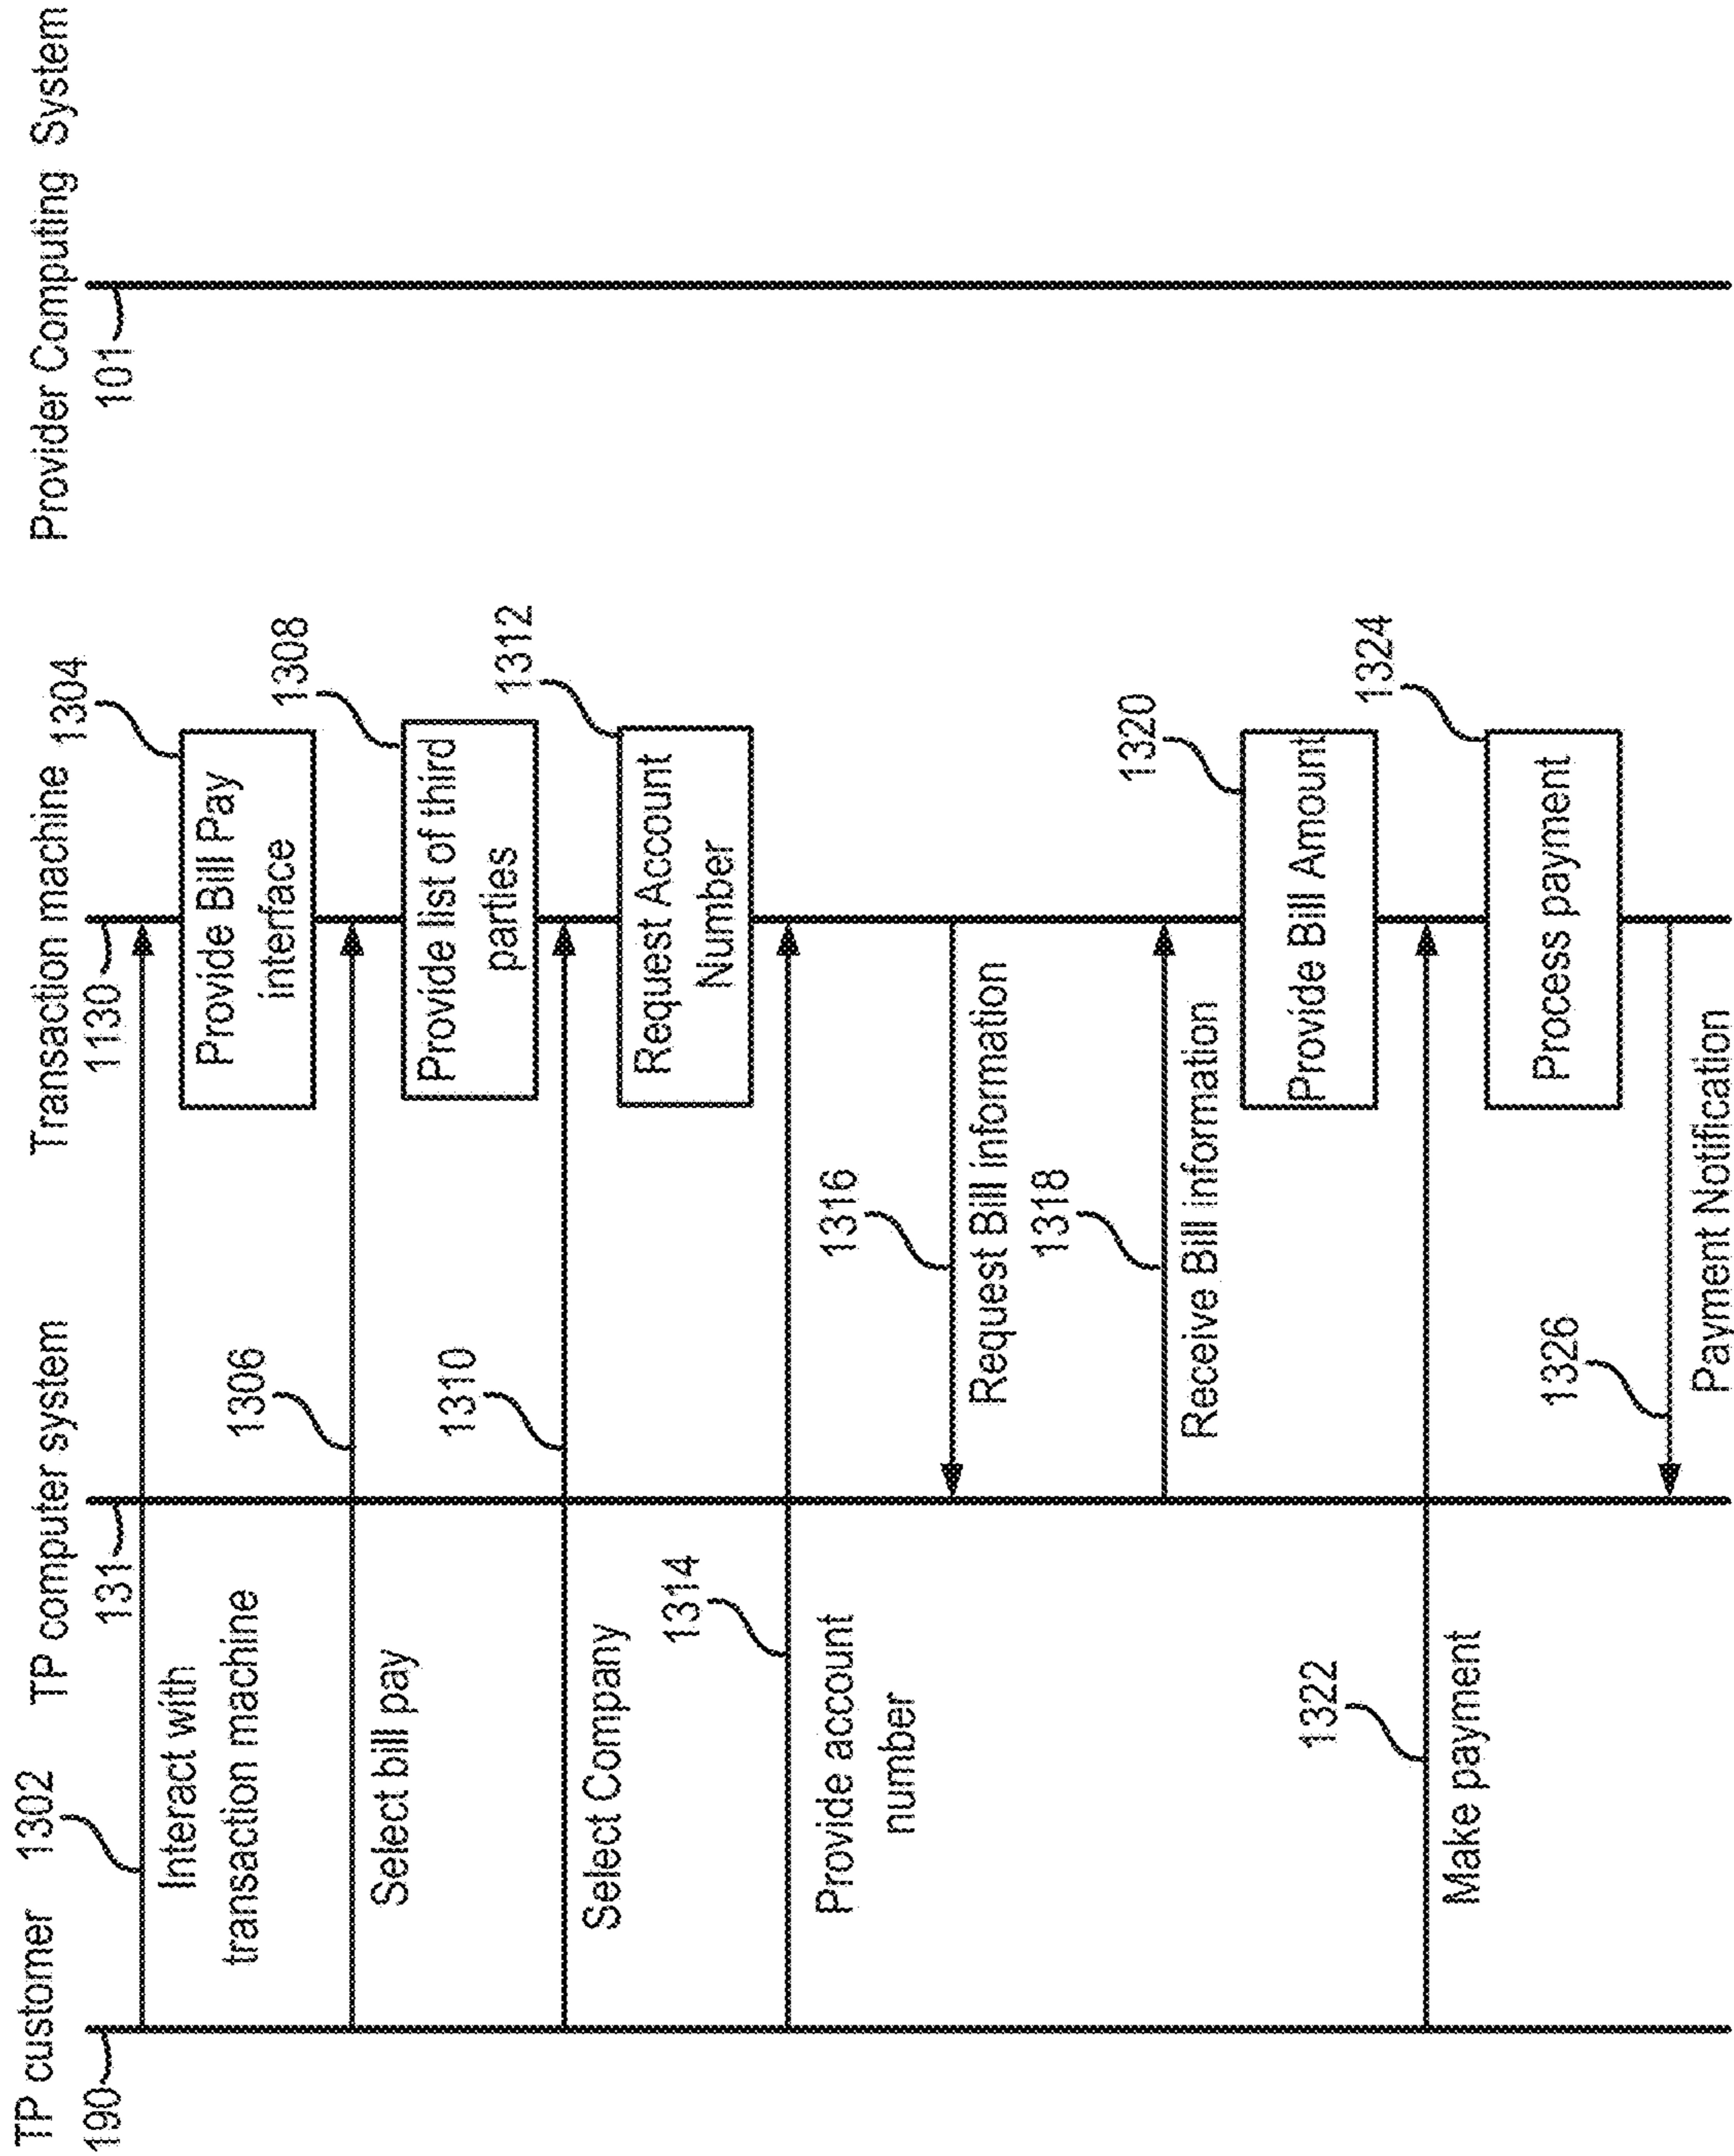 TP customer
1302
TP computer system
Transaction machine
1304
Provider Computing System
190
131
1130
101
Interact with
transaction machine
Provide Bill Pay
interface
1306
1308
Select bill pay
Provide list of third
parties
1310
1312
Select Company
Request Account
Number
1314
Provide account
number
1316
Request Bill information
1318
Receive Bill information
1320
Provide Bill Amount
1322
1324
Make payment
Process payment
1326
Payment Notification